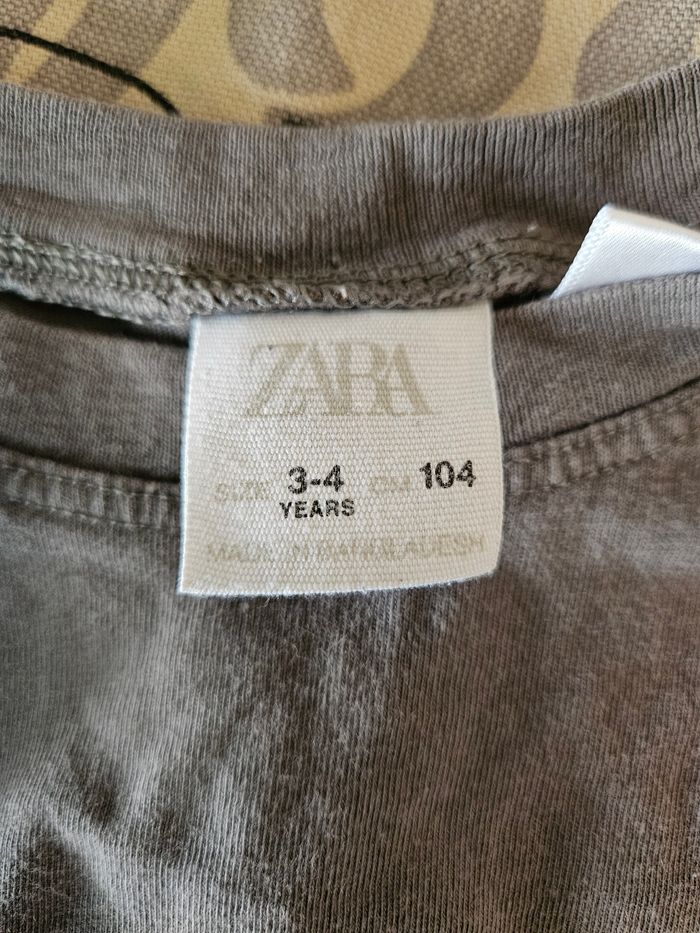 ZARA
SIZE 3-4 CM 104
YEARS
MADE IN BANGLADESH